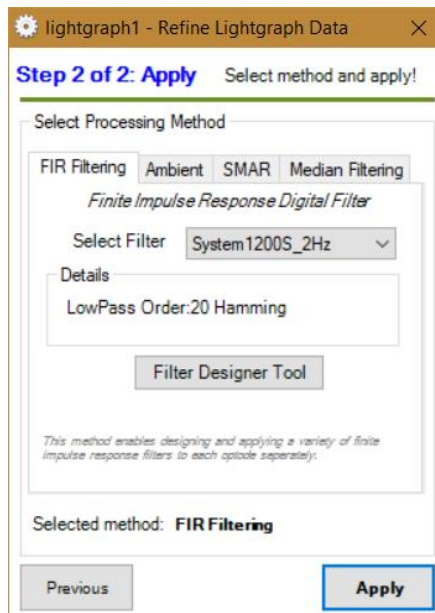 lightgraph1 - Refine Lightgraph Data
Step 2 of 2: Apply Select method and apply!
Select Processing Method
FIR Filtering Ambient SMAR Median Filtering
Finite Impulse Response Digital Filter
Select Filter System1200S_2Hz
Details
LowPass Order:20 Hamming
Filter Designer Tool
This method enables designing and applying a variety of finite
impulse response filters to each optode seperately.
Selected method: FIR Filtering
Previous Apply